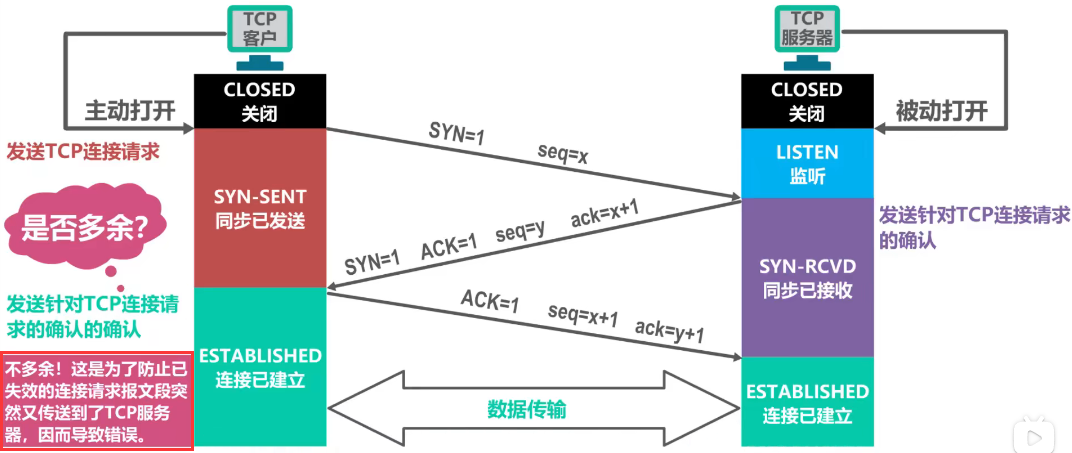 TCP
客户
TCP
服务器
CLOSED
关闭
CLOSED
关闭
主动打开
被动打开
发送TCP连接请求
SYN=1 seq=x
LISTEN
监听
是否多余?
SYN-SENT
同步已发送
发送针对TCP连接请求
的确认
SYN=1 ACK=1 seq=y ack=x+1
SYN-RCVD
同步已接收
发送针对TCP连接请
求的确认的确认
ACK=1 seq=x+1 ack=y+1
不多余！这是为了防止已
失效的连接请求报文段突
然又传送到了TCP服务
器，因而导致错误。
ESTABLISHED
连接已建立
数据传输
ESTABLISHED
连接已建立